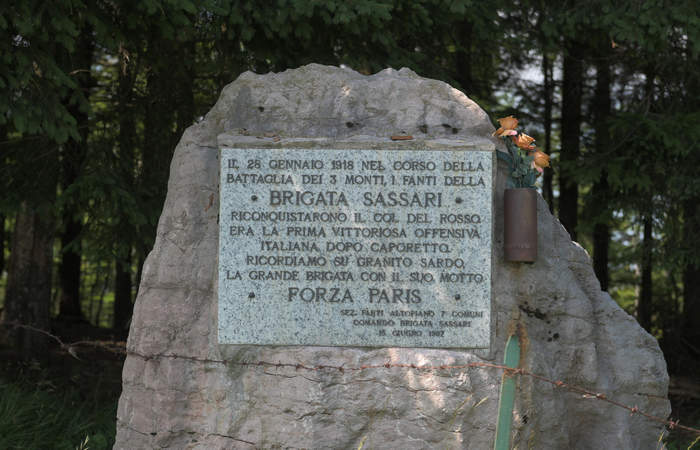 IL 28 GENNAIO 1918 NEL CORSO DELLA
BATTAGLIA DEI 3 MONTI, I FANTI DELLA
• BRIGATA SASSARI •
RICONQUISTARONO IL COL DEL ROSSO.
ERA LA PRIMA VITTORIOSA OFFENSIVA
ITALIANA DOPO CAPORETTO.
RICORDIAMO SU GRANITO SARDO,
LA GRANDE BRIGATA CON IL SUO MOTTO
• FORZA PARIS •
SEZ. FANTI ALTOPIANO 7 COMUNI
COMANDO BRIGATA SASSARI
15 GIUGNO